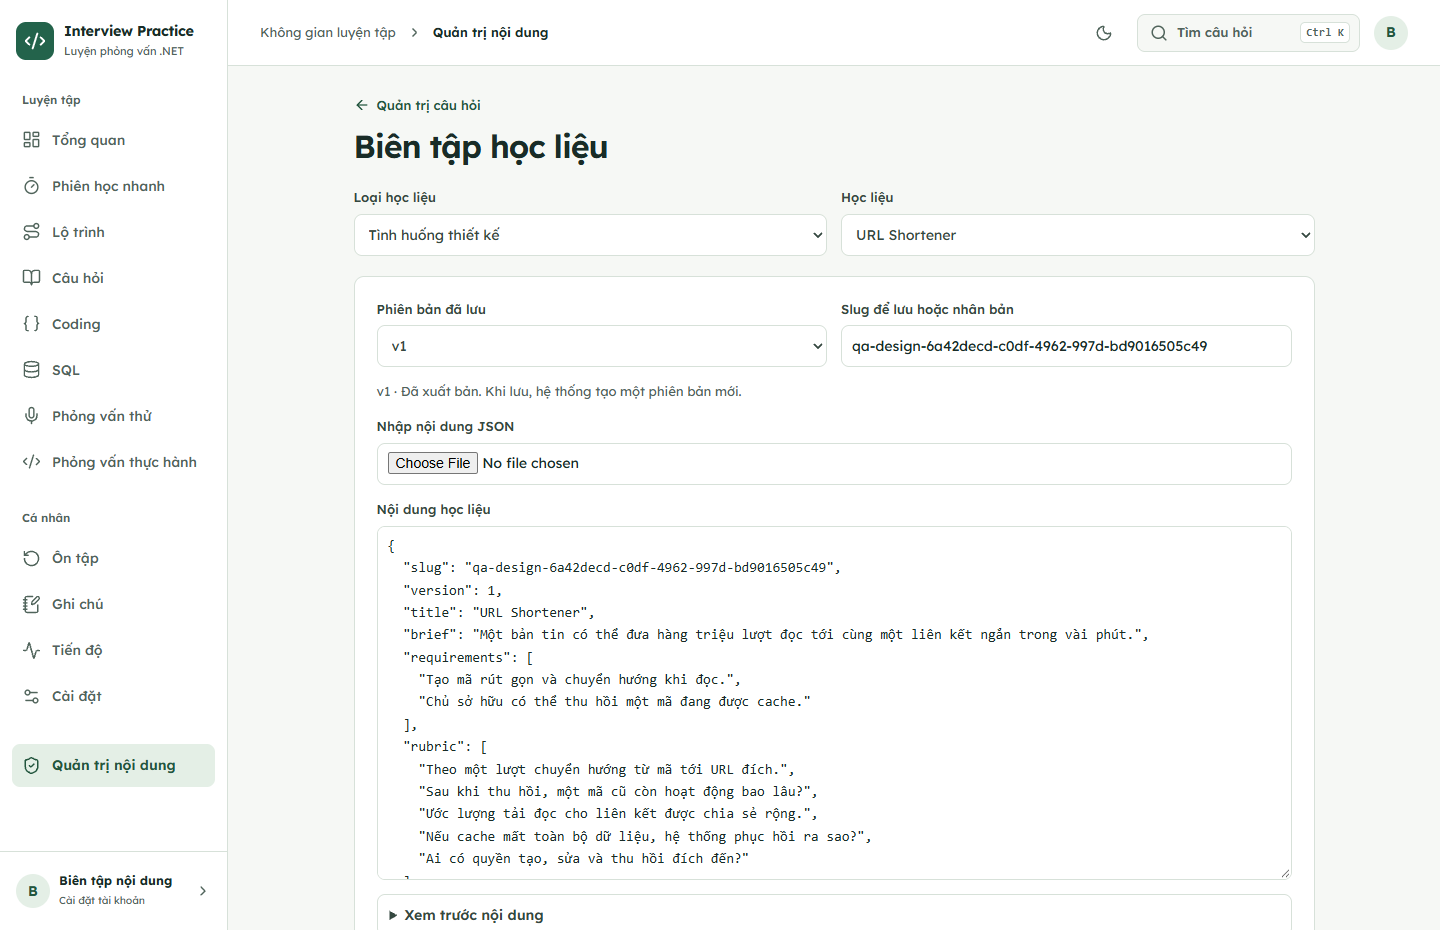 Interview Practice
Luyện phỏng vấn .NET
Luyện tập
Tổng quan
Phiên học nhanh
Lộ trình
Câu hỏi
Coding
SQL
Phỏng vấn thử
Phỏng vấn thực hành
Cá nhân
Ôn tập
Ghi chú
Tiến độ
Cài đặt
Quản trị nội dung
B
Biên tập nội dung
Cài đặt tài khoản
Không gian luyện tập
Quản trị nội dung
Tìm câu hỏi
Ctrl K
B
Quản trị câu hỏi
Biên tập học liệu
Loại học liệu
Học liệu
Tình huống thiết kế
URL Shortener
Phiên bản đã lưu
Slug để lưu hoặc nhân bản
v1
qa-design-6a42decd-c0df-4962-997d-bd9016505c49
v1 · Đã xuất bản. Khi lưu, hệ thống tạo một phiên bản mới.
Nhập nội dung JSON
Choose File No file chosen
Nội dung học liệu
{
"slug": "qa-design-6a42decd-c0df-4962-997d-bd9016505c49",
"version": 1,
"title": "URL Shortener",
"brief": "Một bản tin có thể đưa hàng triệu lượt đọc tới cùng một liên kết ngắn trong vài phút.",
"requirements": [
"Tạo mã rút gọn và chuyển hướng khi đọc.",
"Chủ sở hữu có thể thu hồi một mã đang được cache."
],
"rubric": [
"Theo một lượt chuyển hướng từ mã tới URL đích.",
"Sau khi thu hồi, một mã cũ còn hoạt động bao lâu?",
"Ước lượng tải đọc cho liên kết được chia sẻ rộng.",
"Nếu cache mất toàn bộ dữ liệu, hệ thống phục hồi ra sao?",
"Ai có quyền tạo, sửa và thu hồi đích đến?"
Xem trước nội dung